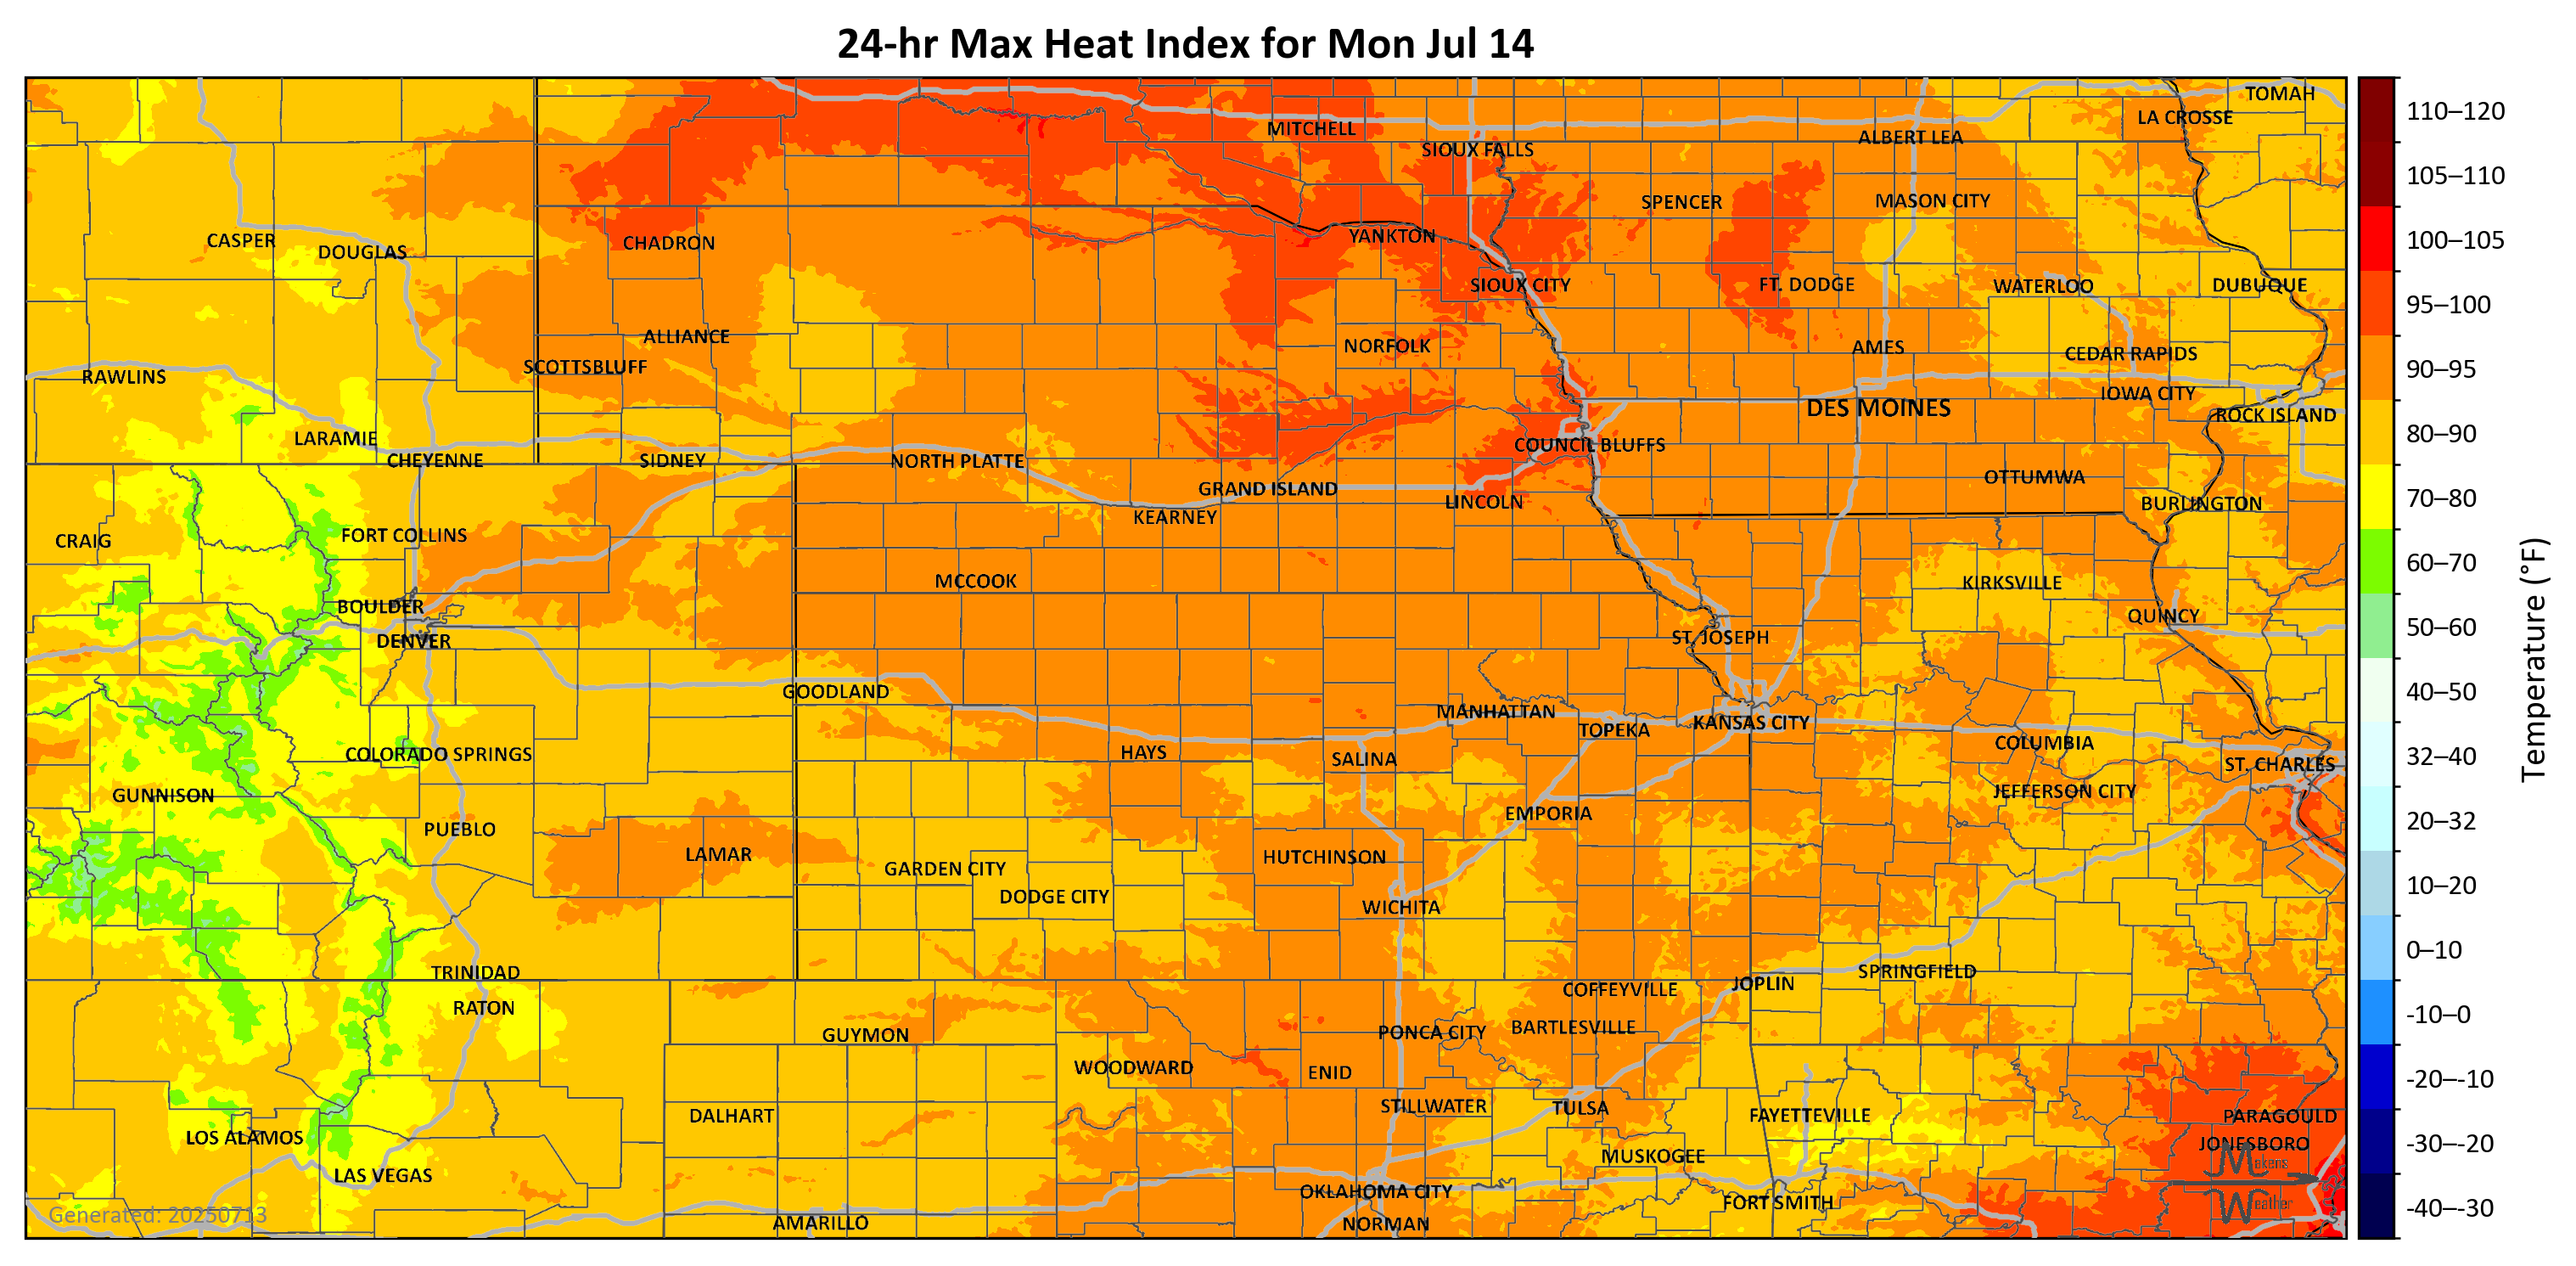 24-hr Max Heat Index for Mon Jul 14
TOMAH
LA CROSSE
MITCHELL
ALBERT LEA
SIOUX FALLS
SPENCER
MASON CITY
CASPER
DOUGLAS
CHADRON
YANKTON
SIOUX CITY
FT. DODGE
WATERLOO
DUBUQUE
ALLIANCE
NORFOLK
AMES
CEDAR RAPIDS
SCOTTSBLUFF
RAWLINS
IOWA CITY
DES MOINES
ROCK ISLAND
LARAMIE
COUNCIL BLUFFS
CHEYENNE
SIDNEY
NORTH PLATTE
OTTUMWA
GRAND ISLAND
LINCOLN
BURLINGTON
KEARNEY
FORT COLLINS
CRAIG
MCCOOK
KIRKSVILLE
BOULDER
QUINCY
DENVER
ST. JOSEPH
GOODLAND
MANHATTAN
KANSAS CITY
TOPEKA
COLUMBIA
COLORADO SPRINGS
HAYS
SALINA
ST. CHARLES
GUNNISON
JEFFERSON CITY
EMPORIA
PUEBLO
LAMAR
HUTCHINSON
GARDEN CITY
DODGE CITY
WICHITA
TRINIDAD
SPRINGFIELD
JOPLIN
COFFEYVILLE
RATON
GUYMON
PONCA CITY
BARTLESVILLE
WOODWARD
ENID
STILLWATER
TULSA
DALHART
FAYETTEVILLE
PARAGOULD
LOS ALAMOS
JONESBORO
MUSKOGEE
LAS VEGAS
OKLAHOMA CITY
FORT SMITH
AMARILLO
NORMAN
Generated: 20250713
Makens
Weather
110–120
105–110
100–105
95–100
90–95
80–90
70–80
60–70
50–60
40–50
32–40
20–32
10–20
0–10
-10–0
-20–-10
-30–-20
-40–-30
Temperature (°F)